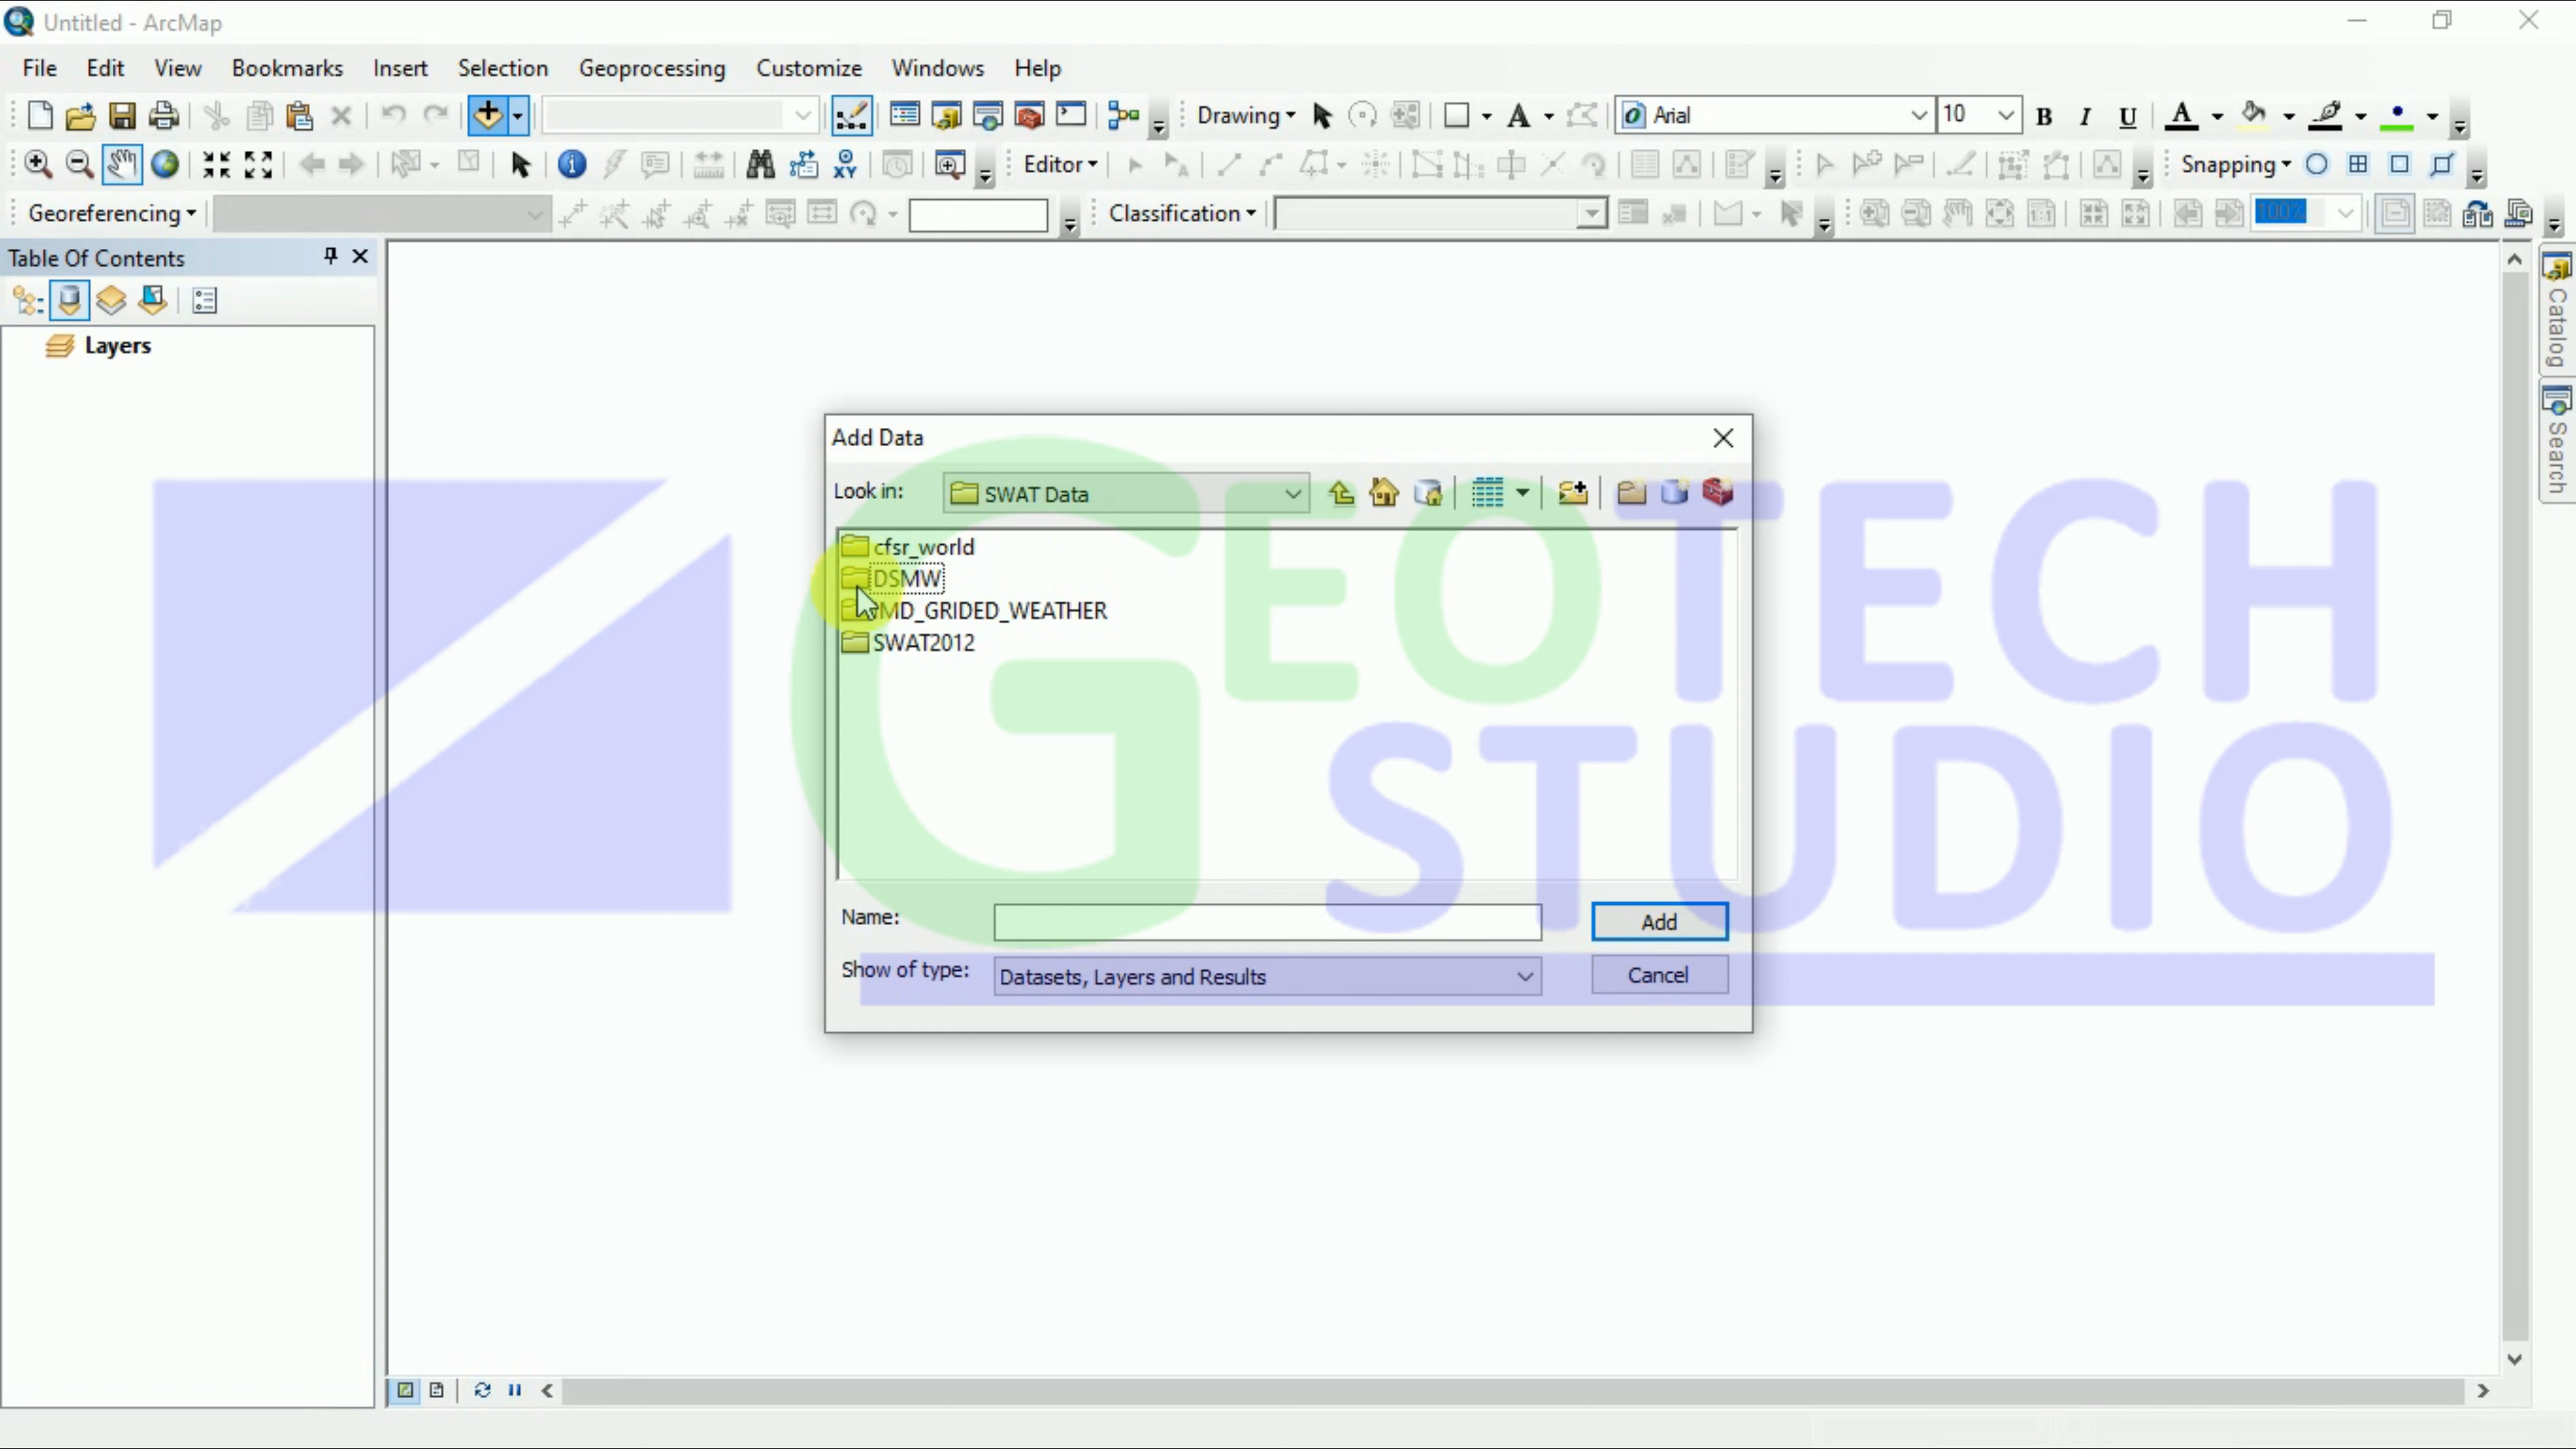 Untitled - ArcMap
File Edit View Bookmarks Insert Selection Geoprocessing Customize Windows Help
Drawing Arial 10 B I U A
Editor Snapping
Georeferencing Classification 100%
Table Of Contents
Layers
Catalog
Search
Add Data
Look in: SWAT Data
cfsr_world
DSMW
MD_GRIDED_WEATHER
SWAT2012
Name: Add
Show of type: Datasets, Layers and Results Cancel
GEOTECH
STUDIO